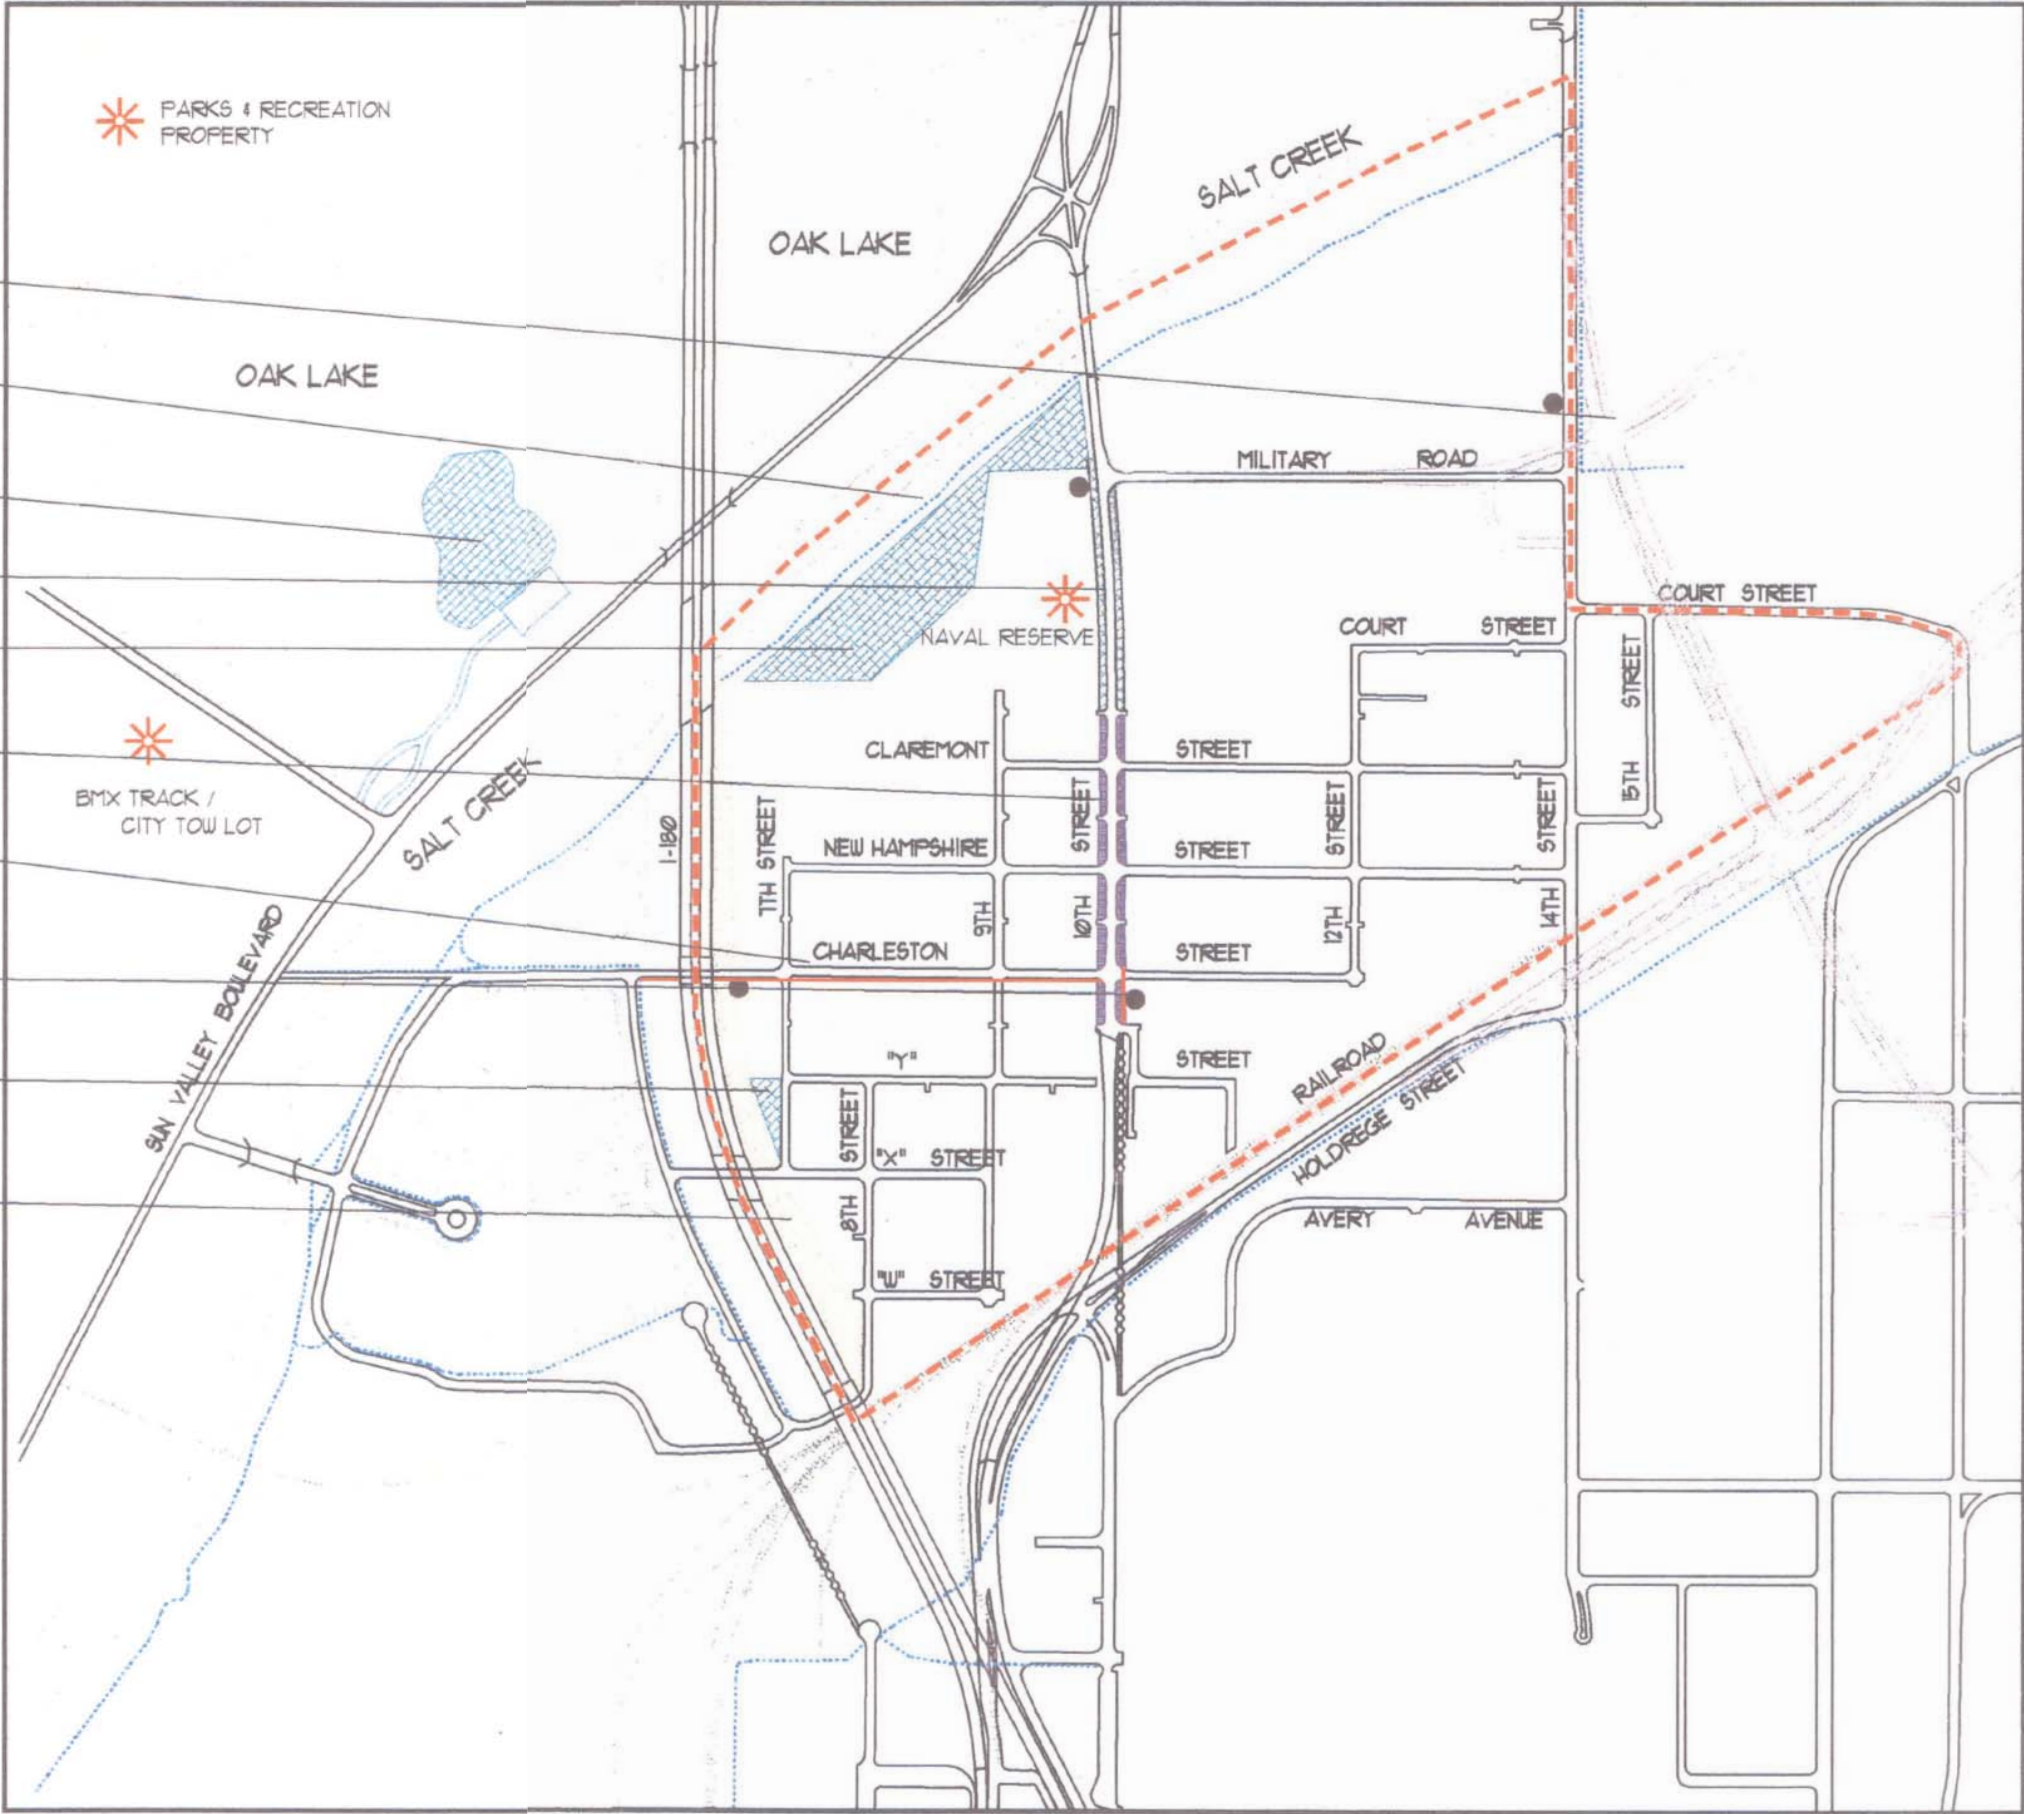 PARKS & RECREATION
PROPERTY
SALT CREEK
OAK LAKE
OAK LAKE
MILITARY ROAD
COURT STREET
COURT STREET
NAVAL RESERVE
15TH STREET
CLAREMONT STREET
BMX TRACK /
CITY TOW LOT
SALT CREEK
I-180
7TH STREET
NEW HAMPSHIRE STREET
9TH
10TH STREET
12TH STREET
14TH STREET
CHARLESTON STREET
SUN VALLEY BOULEVARD
"Y" STREET
RAILROAD
HOLDREGE STREET
8TH STREET
"X" STREET
AVERY AVENUE
"W" STREET